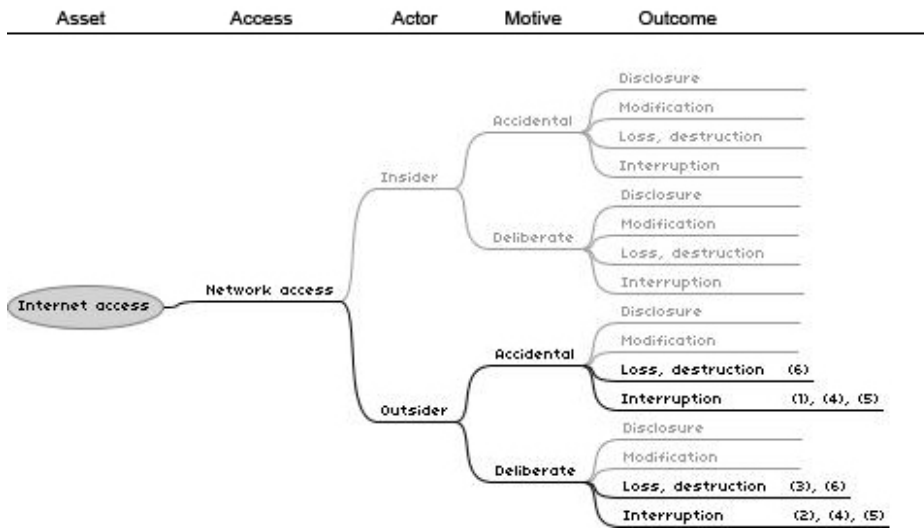 Asset Access Actor Motive Outcome
Disclosure
Modification
Accidental
Loss, destruction
Interruption
Insider
Disclosure
Modification
Deliberate
Loss, destruction
Interruption
Network access
Internet access
Disclosure
Modification
Accidental
Loss, destruction (6)
Interruption (1), (4), (5)
Outsider
Disclosure
Modification
Deliberate
Loss, destruction (3), (6)
Interruption (2), (4), (5)